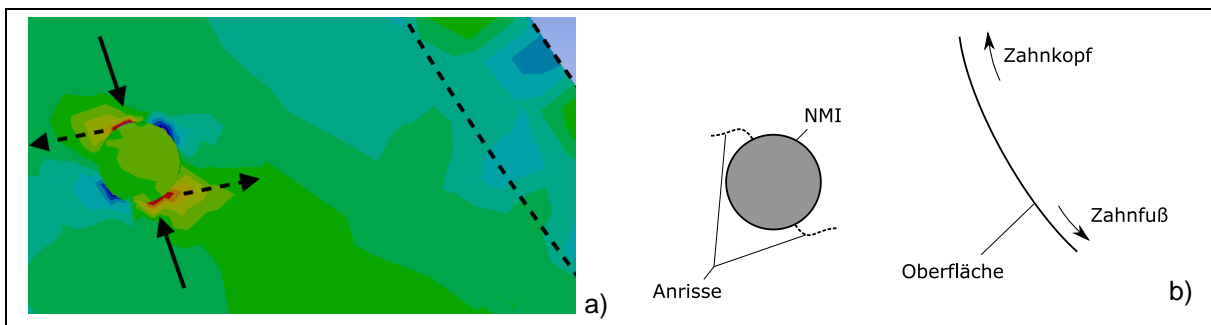 a)
Zahnkopf
NMI
Zahnfuß
Oberfläche
Anrisse
b)